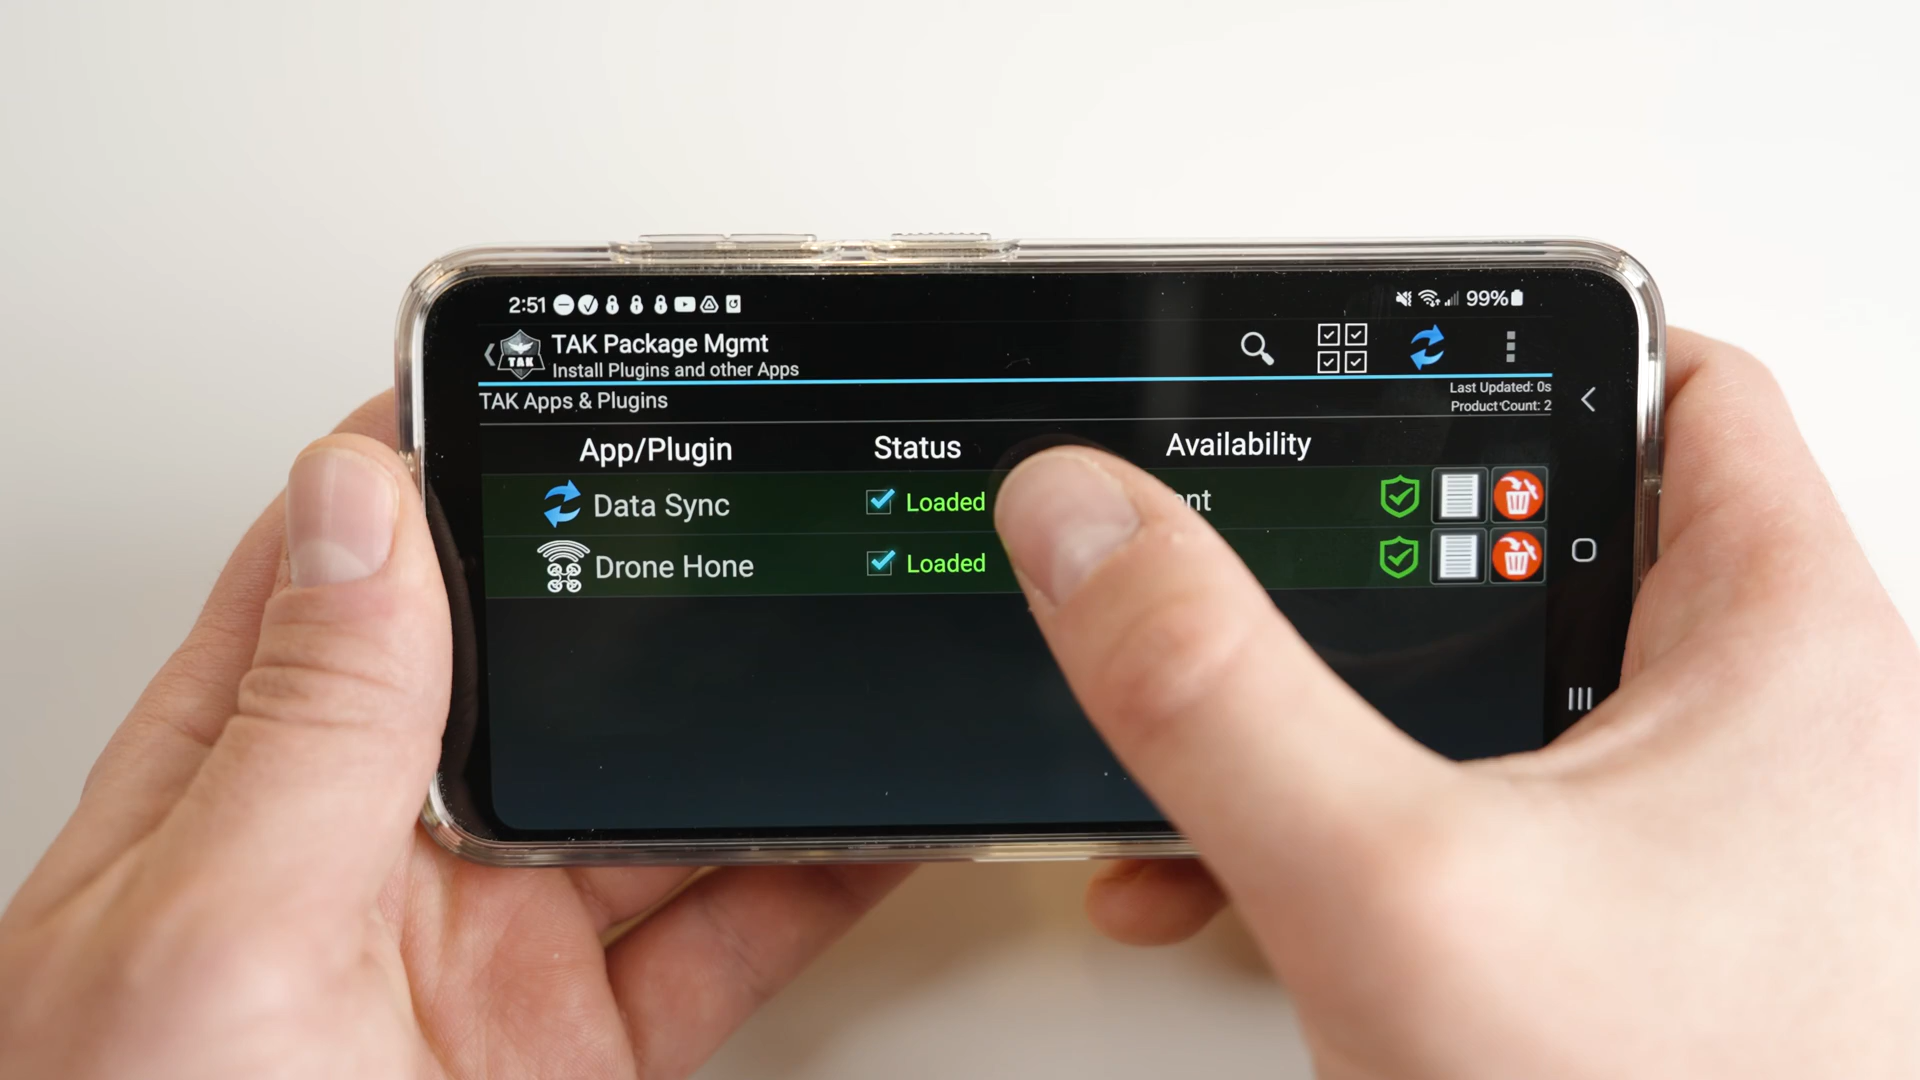 2:51
99%
TAK
TAK Package Mgmt
Install Plugins and other Apps
TAK Apps & Plugins
Last Updated: 0s
Product Count: 2
App/Plugin Status Availability
Data Sync Loaded
Drone Hone Loaded